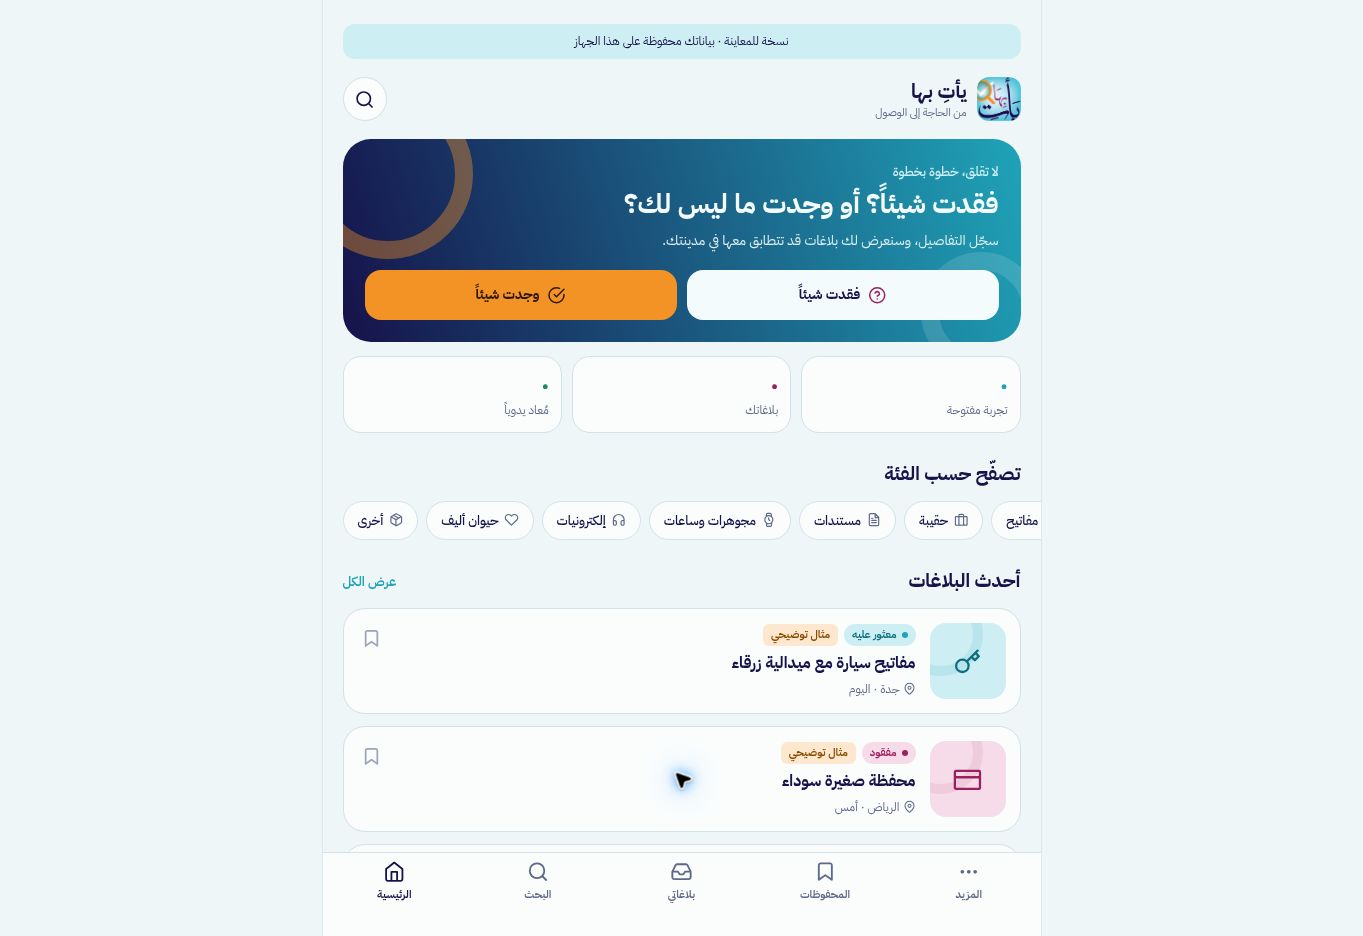 نسخة للمعاينة · بياناتك محفوظة على هذا الجهاز
يأتِ بها
من الحاجة إلى الوصول
لا تقلق، خطوة بخطوة
فقدت شيئاً؟ أو وجدت ما ليس لك؟
سجّل التفاصيل، وسنعرض لك بلاغات قد تتطابق معها في مدينتك.
فقدت شيئاً
وجدت شيئاً
٠
تجربة مفتوحة
٠
بلاغاتك
٠
مُعاد يدوياً
تصفّح حسب الفئة
مفاتيح
حقيبة
مستندات
مجوهرات وساعات
إلكترونيات
حيوان أليف
أخرى
أحدث البلاغات
عرض الكل
معثور عليه
مثال توضيحي
مفاتيح سيارة مع ميدالية زرقاء
جدة · اليوم
مفقود
مثال توضيحي
محفظة صغيرة سوداء
الرياض · أمس
المزيد
المحفوظات
بلاغاتي
البحث
الرئيسية